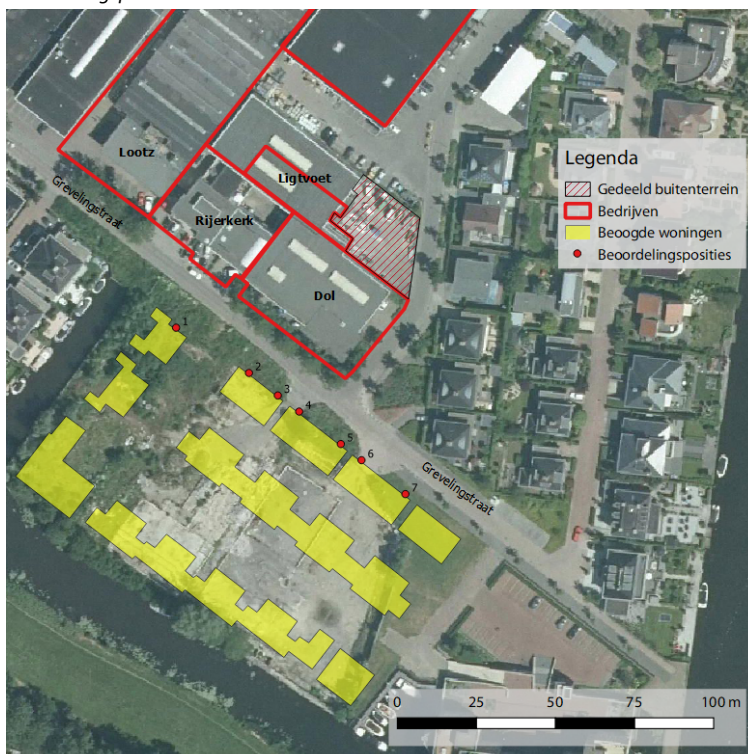 Lootz
Ligtvoet
Grevelingstraat
Rijerkerk
Dol
Legenda
Gedeeld buitenterrein
Bedrijven
Beoogde woningen
Beoordelingsposities
1
2
3
4
5
6
7
Grevelingstraat
0 25 50 75 100 m